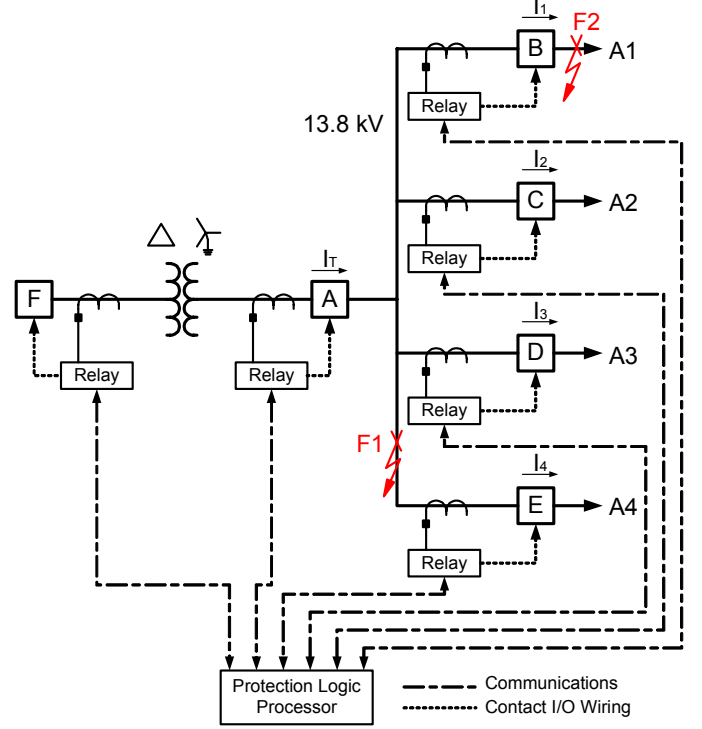 I1
F2
B
A1
Relay
13.8 kV
I2
C
A2
Relay
IT
F
A
Relay
Relay
I3
D
A3
Relay
F1
I4
E
A4
Relay
Protection Logic
Processor
Communications
Contact I/O Wiring